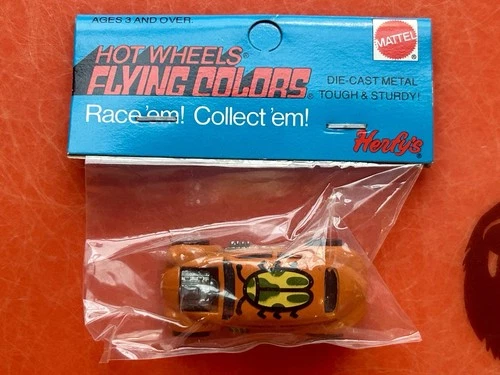 AGES 3 AND OVER
HOT WHEELS®
FLYING COLORS®
Race 'em! Collect 'em!
MATTEL
®
DIE-CAST METAL
TOUGH & STURDY!
Herfy's®